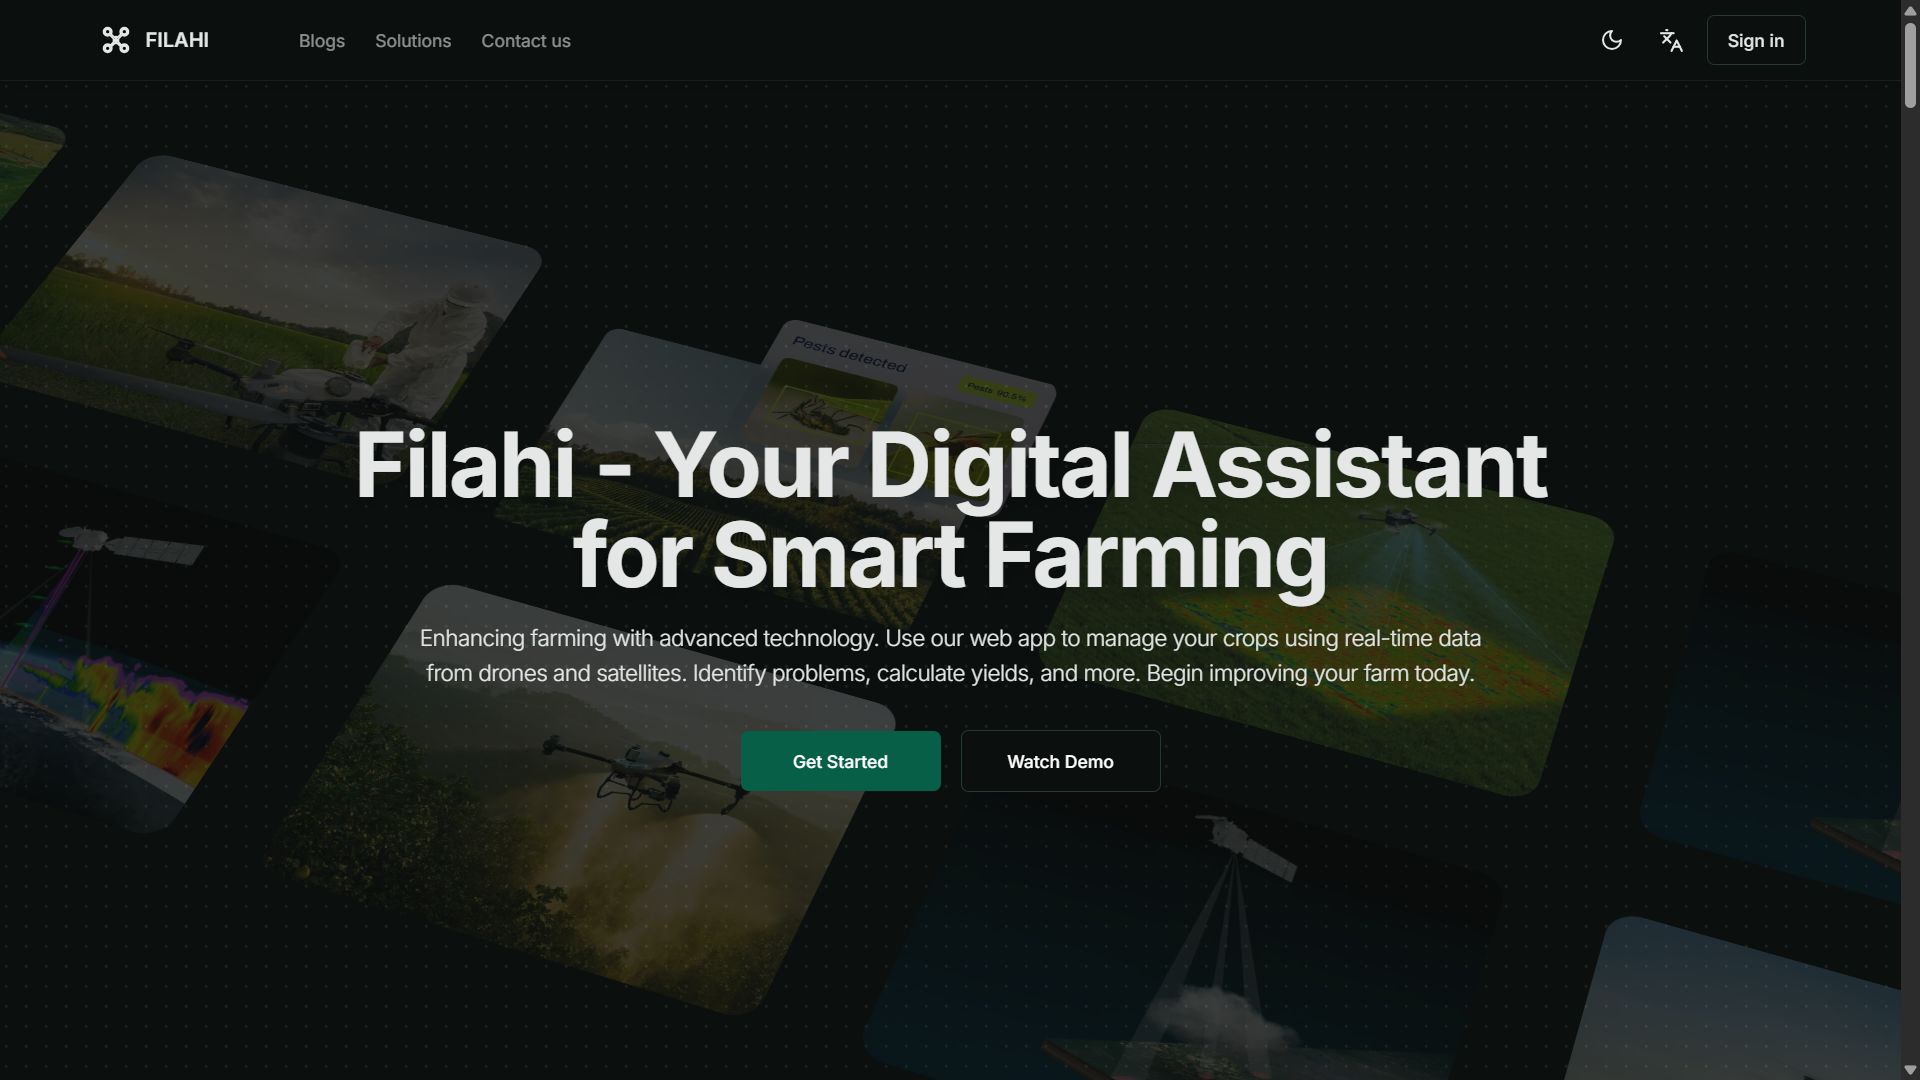 FILAHI
Blogs
Solutions
Contact us
Sign in
Pests detected
Pests: 90.5%
Filahi - Your Digital Assistant
for Smart Farming
Enhancing farming with advanced technology. Use our web app to manage your crops using real-time data
from drones and satellites. Identify problems, calculate yields, and more. Begin improving your farm today.
Get Started
Watch Demo